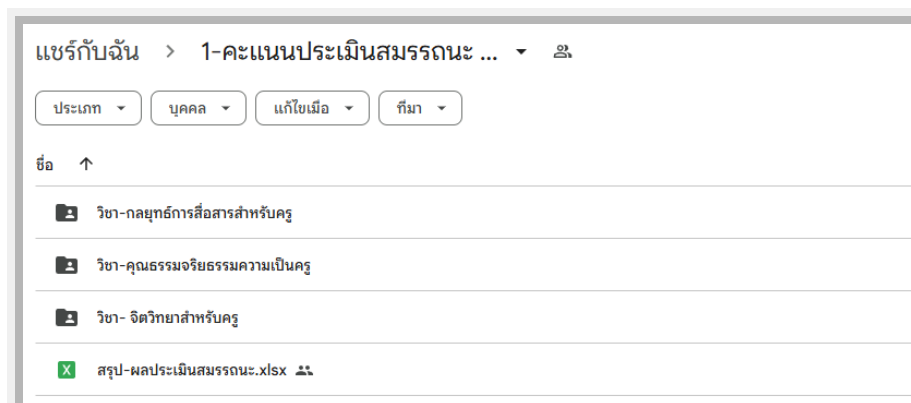 แชร์กับฉัน > 1-คะแนนประเมินสมรรถนะ ...
ประเภท บุคคล แก้ไขเมื่อ ที่มา
ชื่อ ↑
วิชา-กลยุทธ์การสื่อสารสำหรับครู
วิชา-คุณธรรมจริยธรรมความเป็นครู
วิชา- จิตวิทยาสำหรับครู
X สรุป-ผลประเมินสมรรถนะ.xlsx